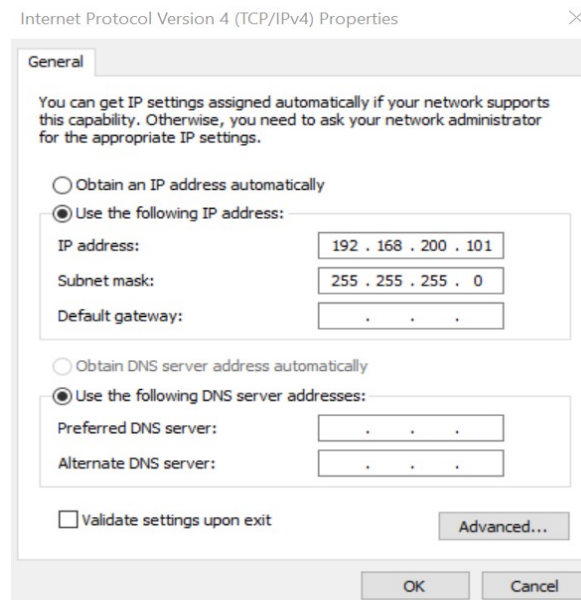 Internet Protocol Version 4 (TCP/IPv4) Properties
General
You can get IP settings assigned automatically if your network supports
this capability. Otherwise, you need to ask your network administrator
for the appropriate IP settings.
Obtain an IP address automatically
Use the following IP address:
IP address: 192 . 168 . 200 . 101
Subnet mask: 255 . 255 . 255 . 0
Default gateway: . . .
Obtain DNS server address automatically
Use the following DNS server addresses:
Preferred DNS server: . . .
Alternate DNS server: . . .
Validate settings upon exit
Advanced...
OK Cancel